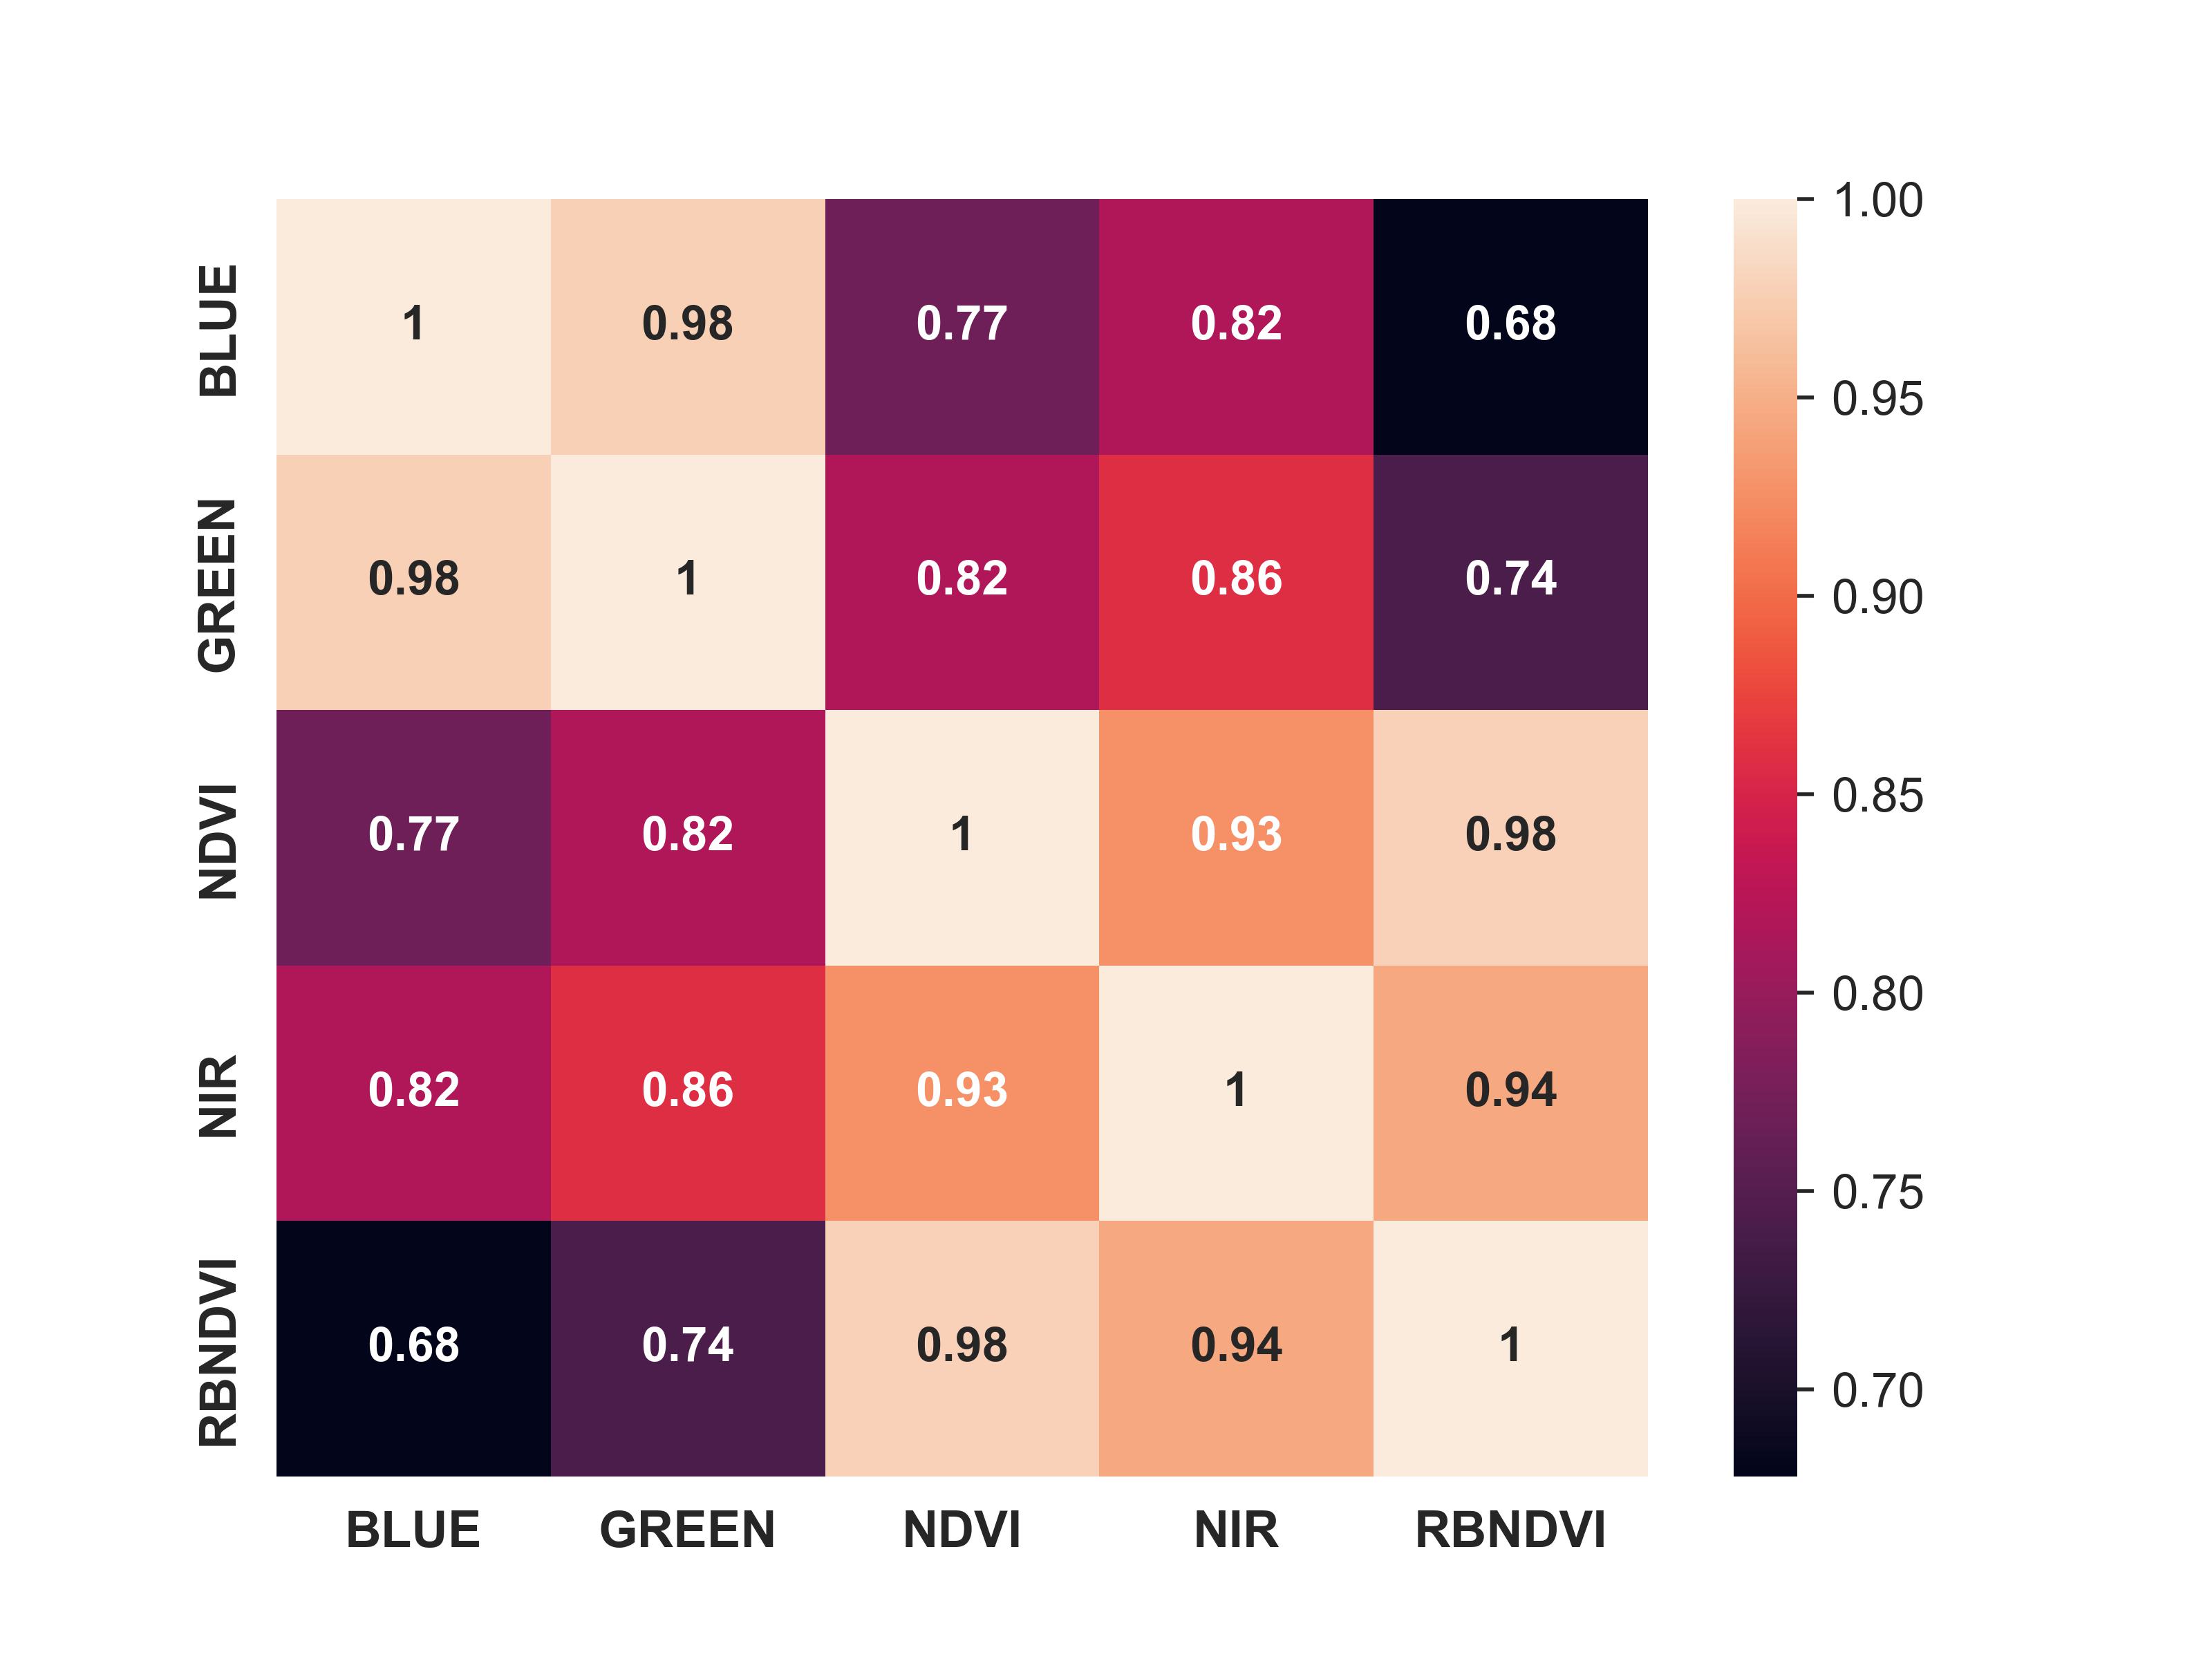 BLUE 1 0.98 0.77 0.82 0.68
GREEN 0.98 1 0.82 0.86 0.74
NDVI 0.77 0.82 1 0.93 0.98
NIR 0.82 0.86 0.93 1 0.94
RBNDVI 0.68 0.74 0.98 0.94 1
BLUE GREEN NDVI NIR RBNDVI
1.00
0.95
0.90
0.85
0.80
0.75
0.70